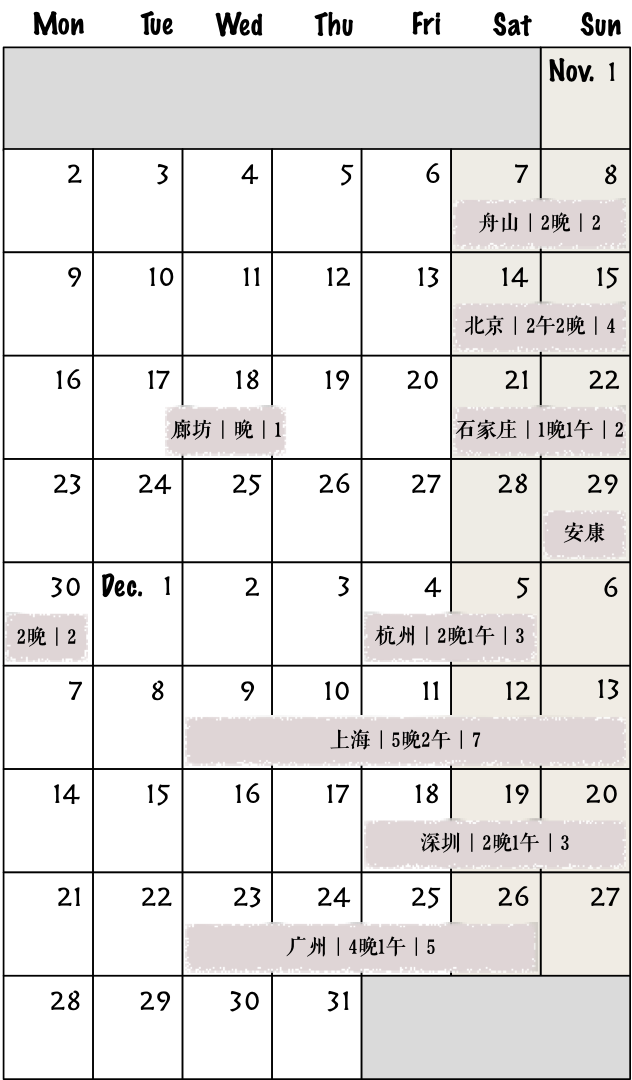 Mon Tue Wed Thu Fri Sat Sun
Nov. 1
2 3 4 5 6 7 8
舟山 | 2晚 | 2
9 10 11 12 13 14 15
北京 | 2午2晚 | 4
16 17 18 19 20 21 22
廊坊 | 晚 | 1 石家庄 | 1晚1午 | 2
23 24 25 26 27 28 29
安康
30 Dec. 1 2 3 4 5 6
2晚 | 2 杭州 | 2晚1午 | 3
7 8 9 10 11 12 13
上海 | 5晚2午 | 7
14 15 16 17 18 19 20
深圳 | 2晚1午 | 3
21 22 23 24 25 26 27
广州 | 4晚1午 | 5
28 29 30 31